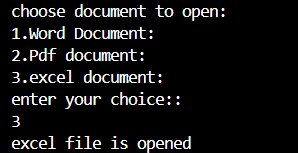 choose document to open:
1.Word Document:
2.Pdf document:
3.excel document:
enter your choice::
3
excel file is opened